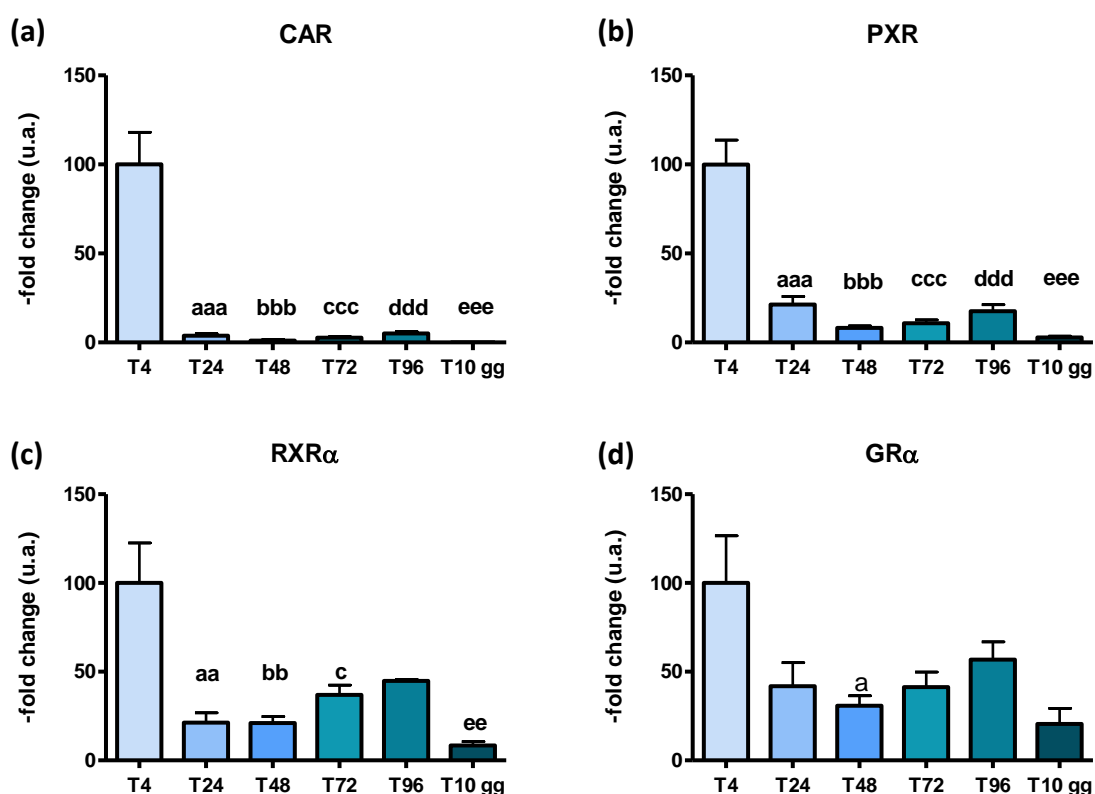 (a)
CAR
-fold change (u.a.)
150
100
50
0
aaa bbb ccc ddd eee
T4 T24 T48 T72 T96 T10 gg
(b)
PXR
-fold change (u.a.)
150
100
50
0
aaa bbb ccc ddd eee
T4 T24 T48 T72 T96 T10 gg
(c)
RXRα
-fold change (u.a.)
150
100
50
0
aa bb c ee
T4 T24 T48 T72 T96 T10 gg
(d)
GRα
-fold change (u.a.)
150
100
50
0
a
T4 T24 T48 T72 T96 T10 gg